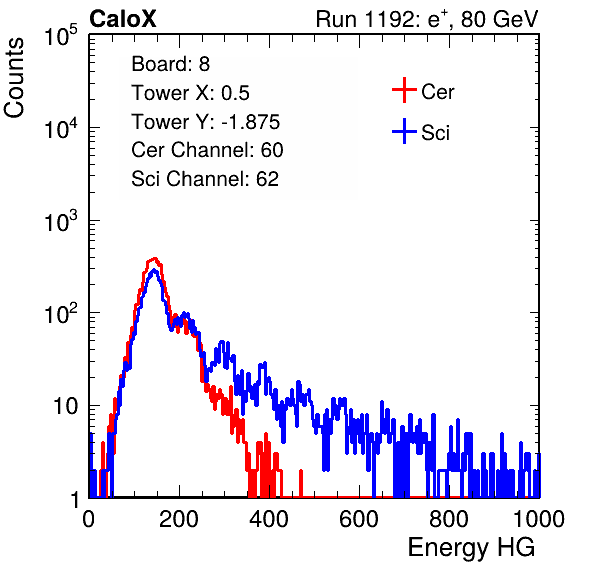 CaloX
Run 1192: e+, 80 GeV
Counts
10^5
10^4
10^3
10^2
10
1
Board: 8
Tower X: 0.5
Tower Y: -1.875
Cer Channel: 60
Sci Channel: 62
Cer
Sci
0 200 400 600 800 1000
Energy HG